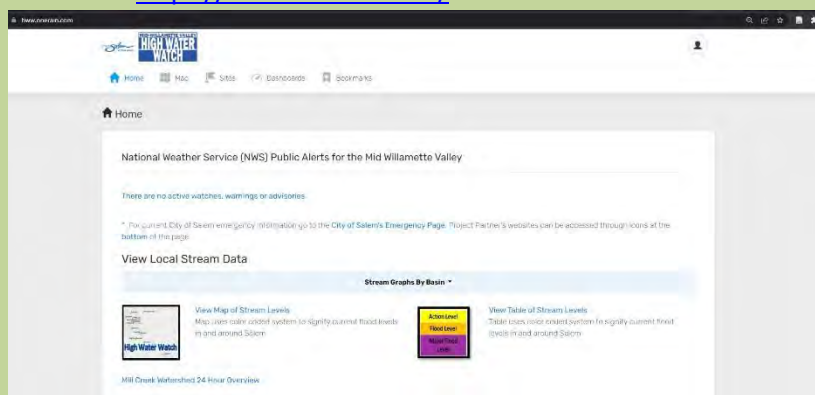 hww.onerain.com
MID-WILLAMETTE VALLEY
HIGH WATER
WATCH
Home Map Sites Dashboards Bookmarks
Home
National Weather Service (NWS) Public Alerts for the Mid Willamette Valley
There are no active watches, warnings or advisories
* For current City of Salem emergency information go to the City of Salem's Emergency Page. Project Partner's websites can be accessed through icons at the
bottom of the page.
View Local Stream Data
Stream Graphs By Basin
View Map of Stream Levels
Map uses color coded system to signify current flood levels
in and around Salem
High Water Watch
Action Level
Flood Level
Major Flood
Level
View Table of Stream Levels
Table uses color coded system to signify current flood
levels in and around Salem
Mill Creek Watershed 24 Hour Overview